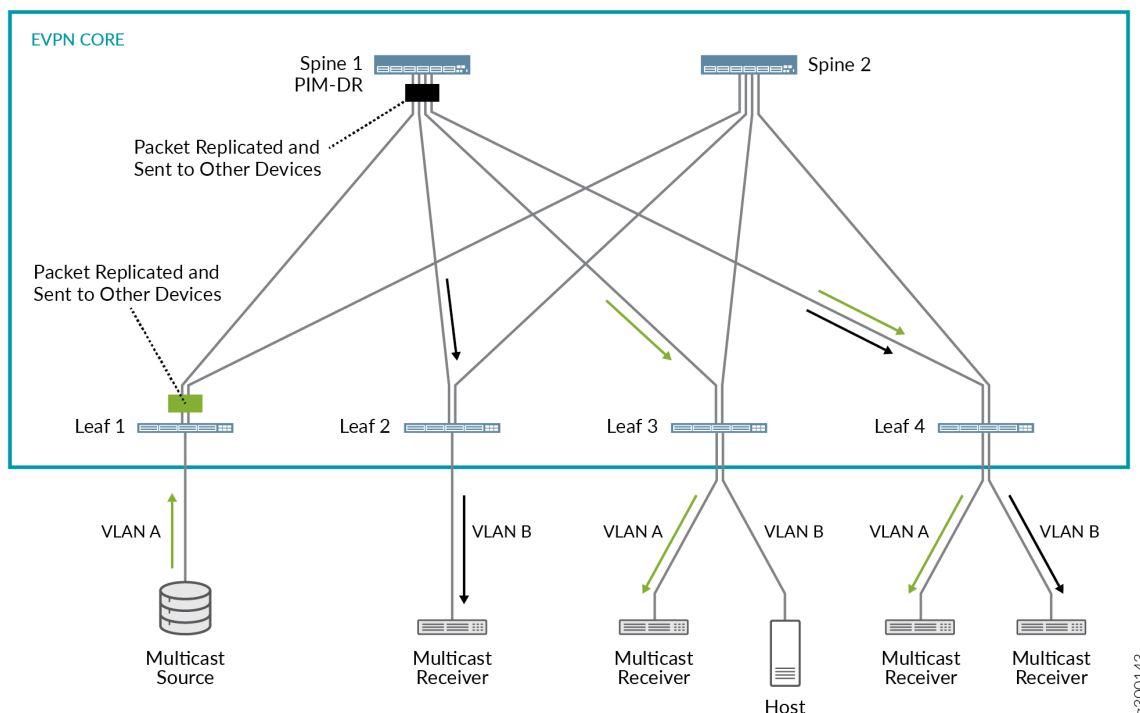 EVPN CORE
Spine 1
PIM-DR
Spine 2
Packet Replicated and
Sent to Other Devices
Packet Replicated and
Sent to Other Devices
Leaf 1
Leaf 2
Leaf 3
Leaf 4
VLAN A
VLAN B
VLAN A
VLAN B
VLAN A
VLAN B
Multicast
Source
Multicast
Receiver
Multicast
Receiver
Host
Multicast
Receiver
Multicast
Receiver